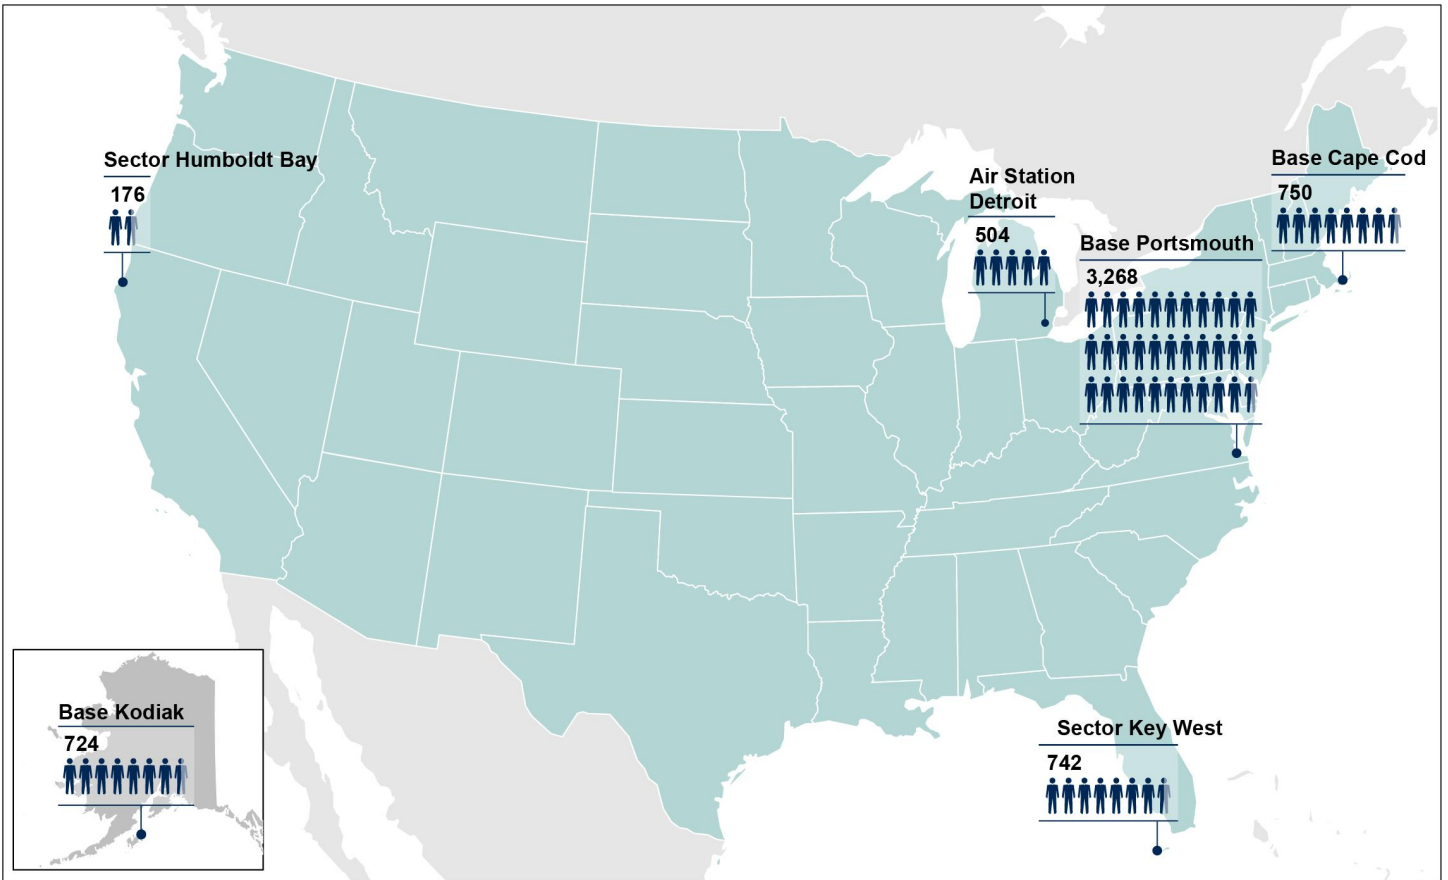 Sector Humboldt Bay
176
Air Station
Detroit
504
Base Portsmouth
3,268
Base Cape Cod
750
Base Kodiak
724
Sector Key West
742